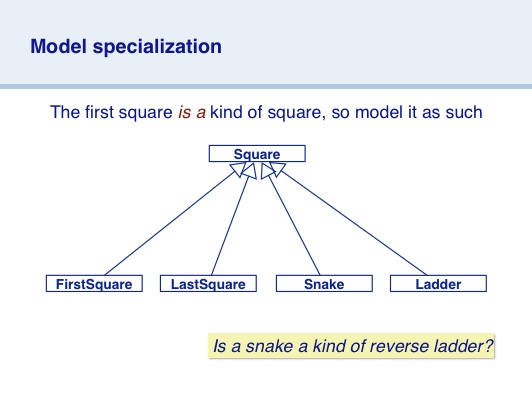 Model specialization
The first square is a kind of square, so model it as such
Square
FirstSquare LastSquare Snake Ladder
Is a snake a kind of reverse ladder?